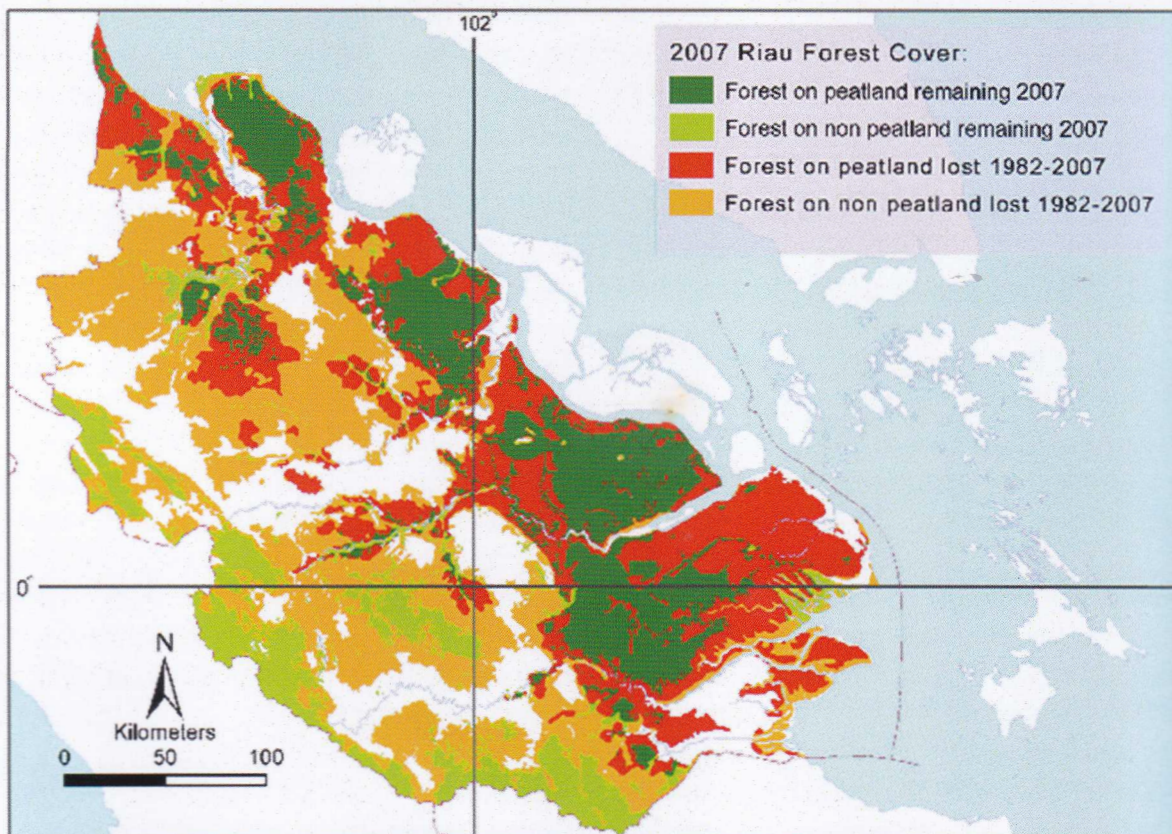 102°
2007 Riau Forest Cover:
Forest on peatland remaining 2007
Forest on non peatland remaining 2007
Forest on peatland lost 1982-2007
Forest on non peatland lost 1982-2007
0°
N
Kilometers
0 50 100